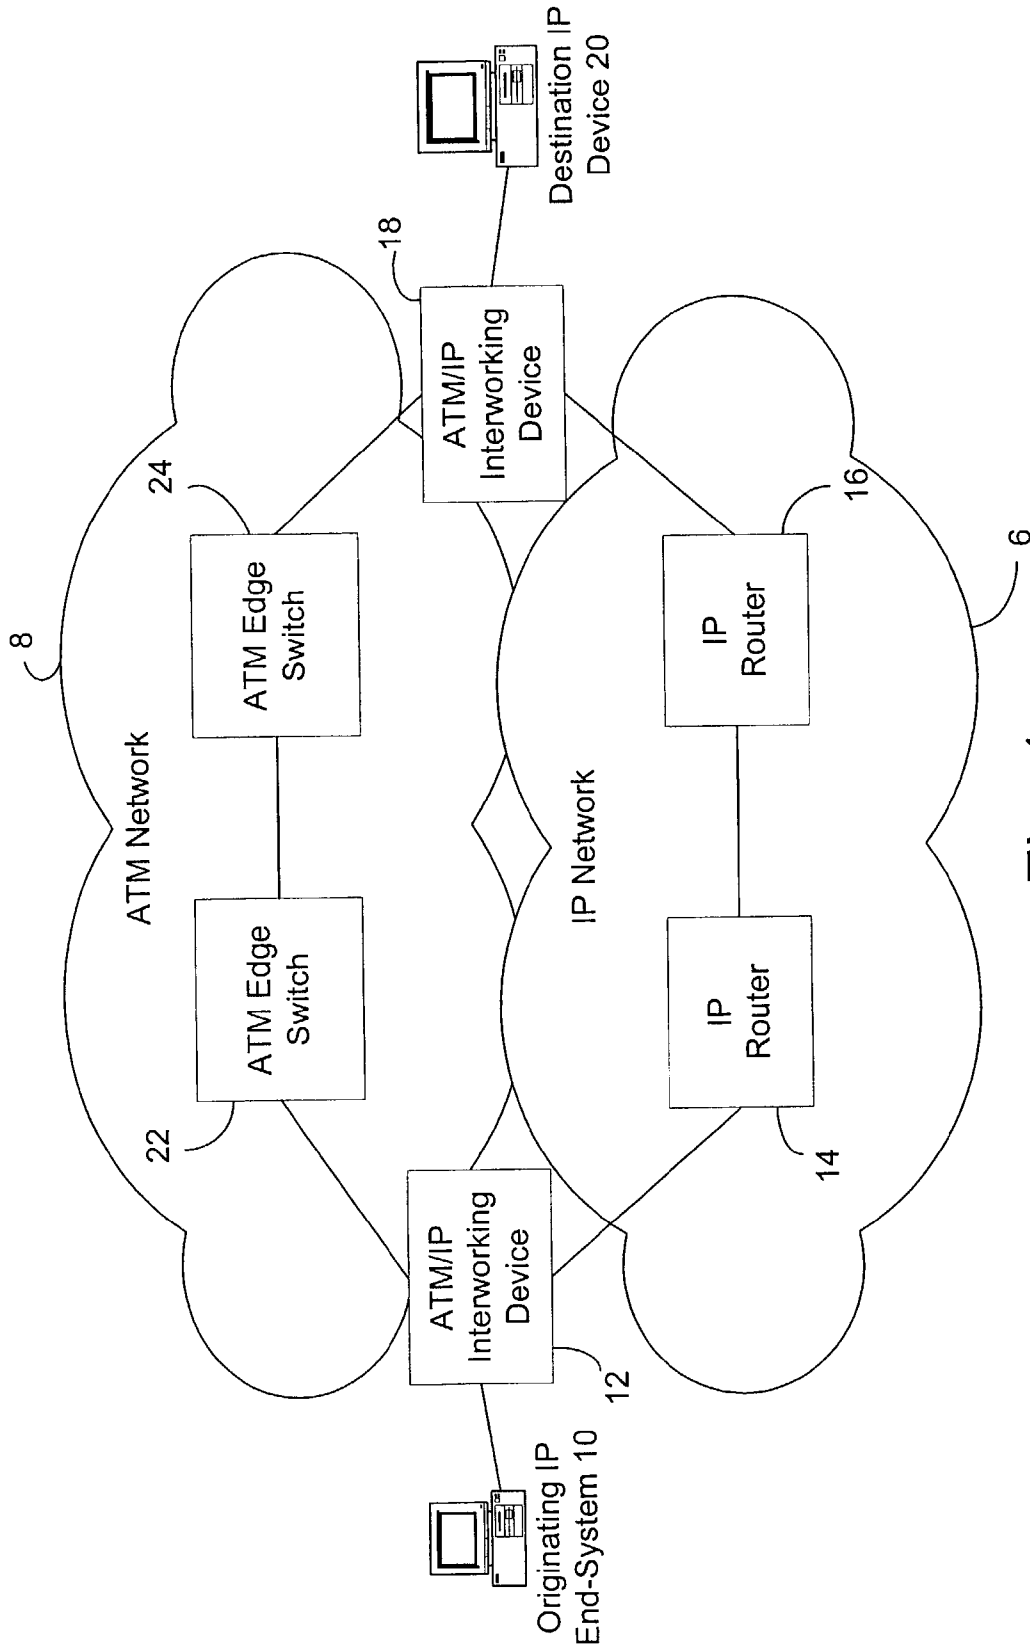 8
ATM Network
22
ATM Edge
Switch
24
ATM Edge
Switch
Originating IP
End-System 10
12
ATM/IP
Interworking
Device
18
ATM/IP
Interworking
Device
Destination IP
Device 20
IP Network
14
IP
Router
16
IP
Router
6